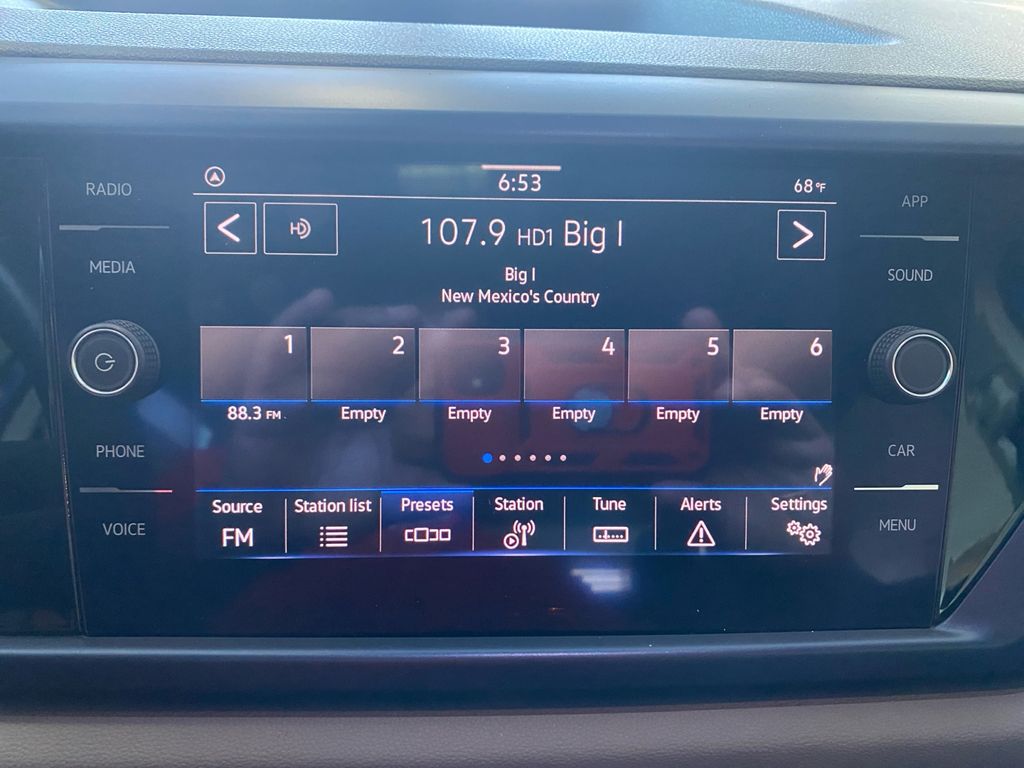 RADIO
MEDIA
PHONE
VOICE
6:53
68°F
HD
107.9 HD1 Big I
Big I
New Mexico's Country
1 2 3 4 5 6
88.3 FM Empty Empty Empty Empty Empty
Source Station list Presets Station Tune Alerts Settings
FM
APP
SOUND
CAR
MENU